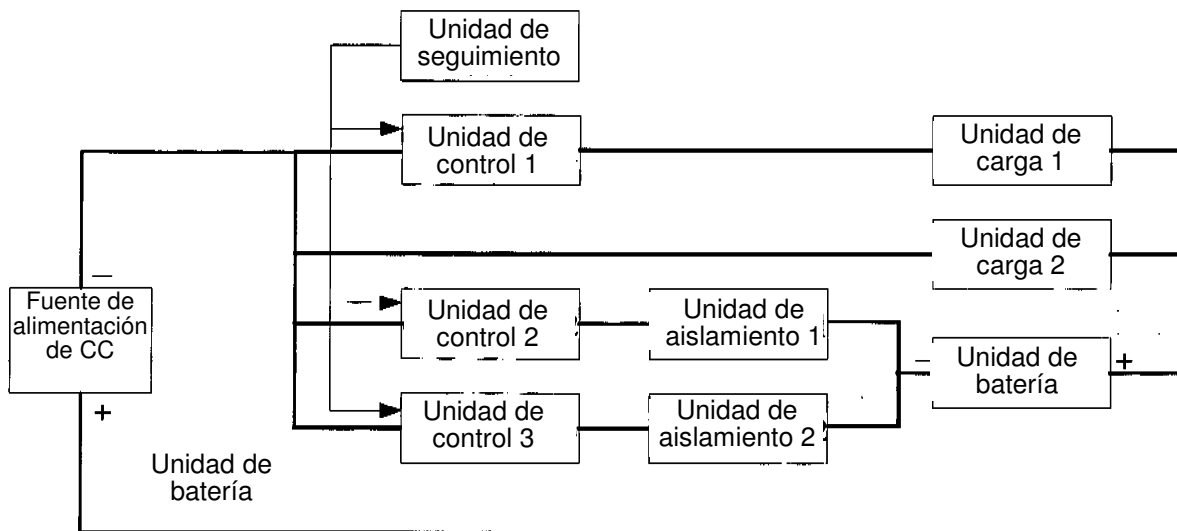 Unidad de
seguimiento
Unidad de
control 1
Unidad de
carga 1
Unidad de
carga 2
−
Fuente de
alimentación
de CC
+
Unidad de
control 2
Unidad de
aislamiento 1
−
Unidad de
batería
+
Unidad de
control 3
Unidad de
aislamiento 2
Unidad de
batería